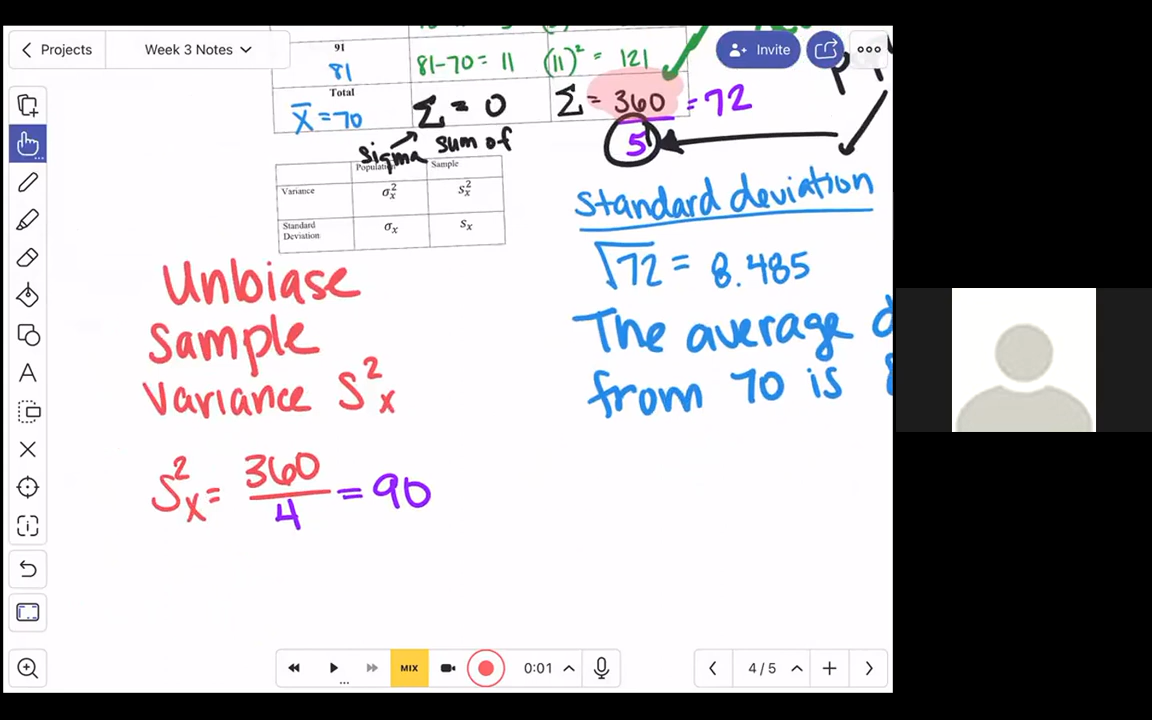 Projects
Week 3 Notes
Invite
91
81
81-70= 11
(11)² = 121
Total
X̄ =70
Σ = 0
Σ = 360
5
=72
sigma
sum of
Population Sample
Variance σ²ₓ S²ₓ
Standard Deviation σₓ Sₓ
Standard deviation
√72 = 8.485
The average d
from 70 is
Unbiase
Sample
Variance S²ₓ
S²ₓ= 360
4
=90
MIX
0:01
4/5